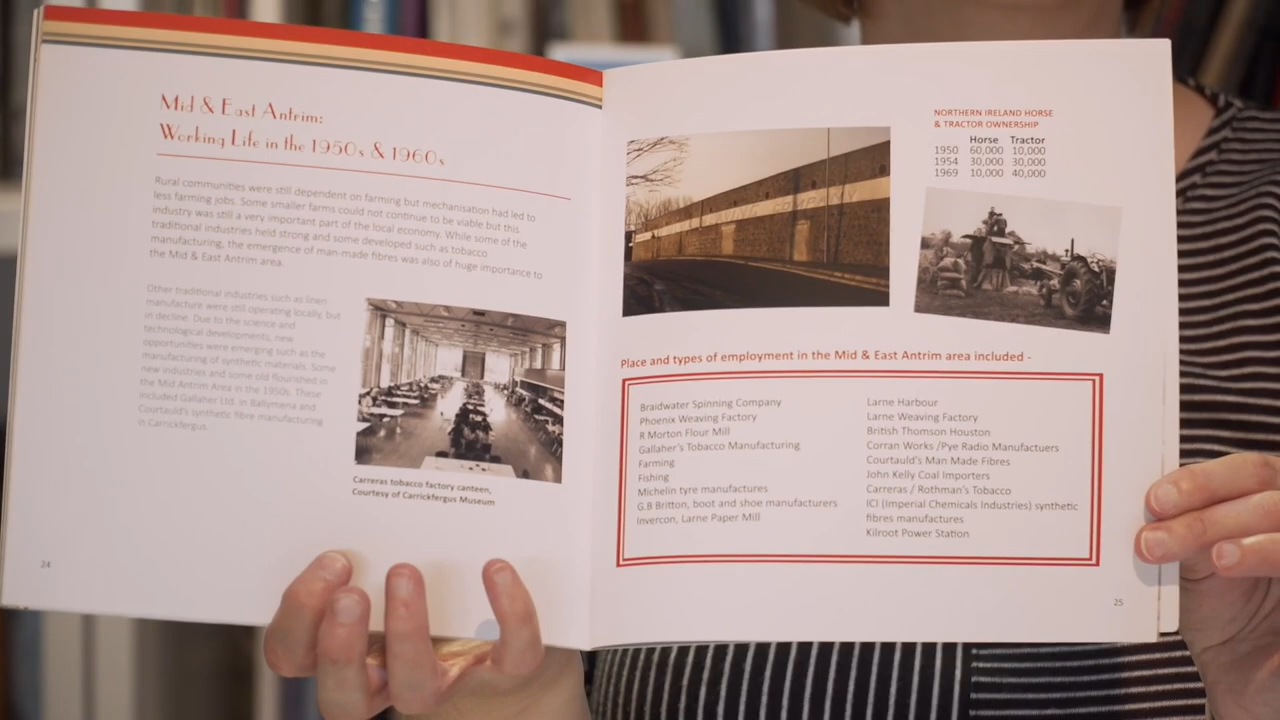 Mid & East Antrim:
Working Life in the 1950s & 1960s
Rural communities were still dependent on farming but mechanisation had led to
less farming jobs. Some smaller farms could not continue to be viable but this
industry was still a very important part of the local economy. While some of the
traditional industries held strong and some developed such as tobacco
manufacturing, the emergence of man-made fibres was also of huge importance to
the Mid & East Antrim area.
Other traditional industries such as linen
manufacture were still operating locally, but
in decline. Due to the science and
technological developments, new
opportunities were emerging such as the
manufacturing of synthetic materials. Some
new industries and some old flourished in
the Mid Antrim Area in the 1950s. These
included Gallaher Ltd. in Ballymena and
Courtauld's synthetic fibre manufacturing
in Carrickfergus.
Carreras tobacco factory canteen,
Courtesy of Carrickfergus Museum
24
VING COMPA
NORTHERN IRELAND HORSE
& TRACTOR OWNERSHIP
Horse Tractor
1950 60,000 10,000
1954 30,000 30,000
1969 10,000 40,000
Place and types of employment in the Mid & East Antrim area included -
Braidwater Spinning Company
Phoenix Weaving Factory
R Morton Flour Mill
Gallaher's Tobacco Manufacturing
Farming
Fishing
Michelin tyre manufactures
G.B Britton, boot and shoe manufacturers
Invercon, Larne Paper Mill
Larne Harbour
Larne Weaving Factory
British Thomson Houston
Corran Works /Pye Radio Manufactuers
Courtauld's Man Made Fibres
John Kelly Coal Importers
Carreras / Rothman's Tobacco
ICI (Imperial Chemicals Industries) synthetic
fibres manufactures
Kilroot Power Station
25